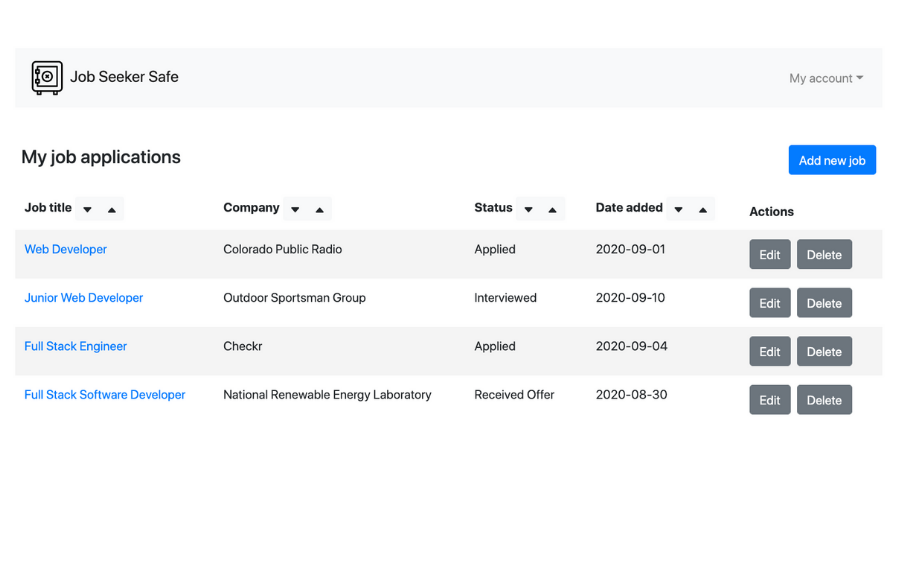 Job Seeker Safe My account
My job applications Add new job
Job title Company Status Date added Actions
Web Developer Colorado Public Radio Applied 2020-09-01 Edit Delete
Junior Web Developer Outdoor Sportsman Group Interviewed 2020-09-10 Edit Delete
Full Stack Engineer Checkr Applied 2020-09-04 Edit Delete
Full Stack Software Developer National Renewable Energy Laboratory Received Offer 2020-08-30 Edit Delete